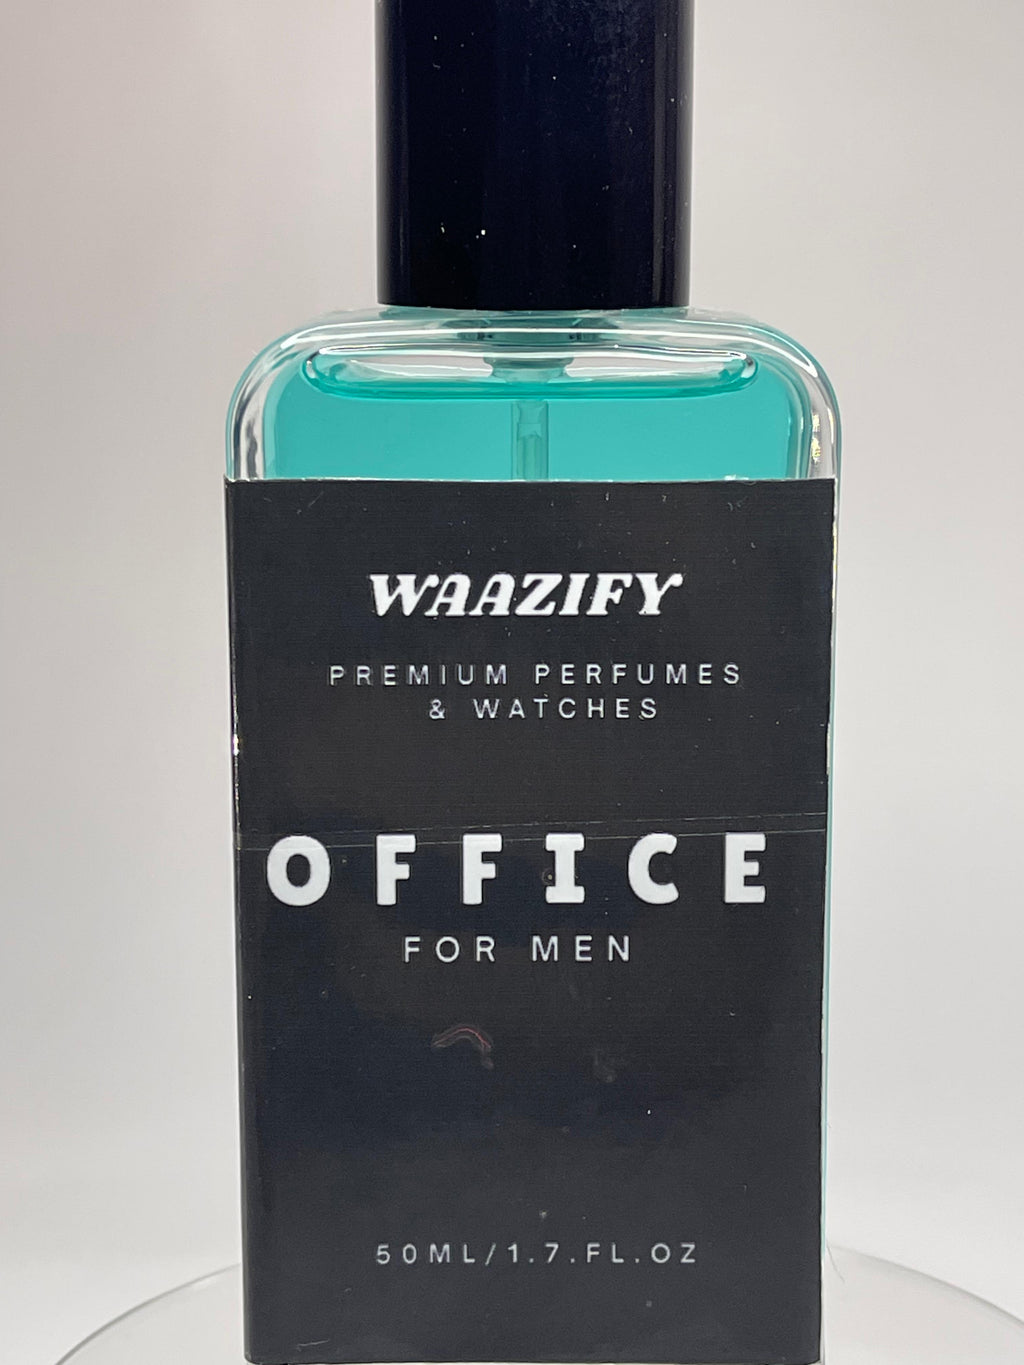 WAAZIFY
PREMIUM PERFUMES
& WATCHES
OFFICE
FOR MEN
50ML/1.7.FL.OZ